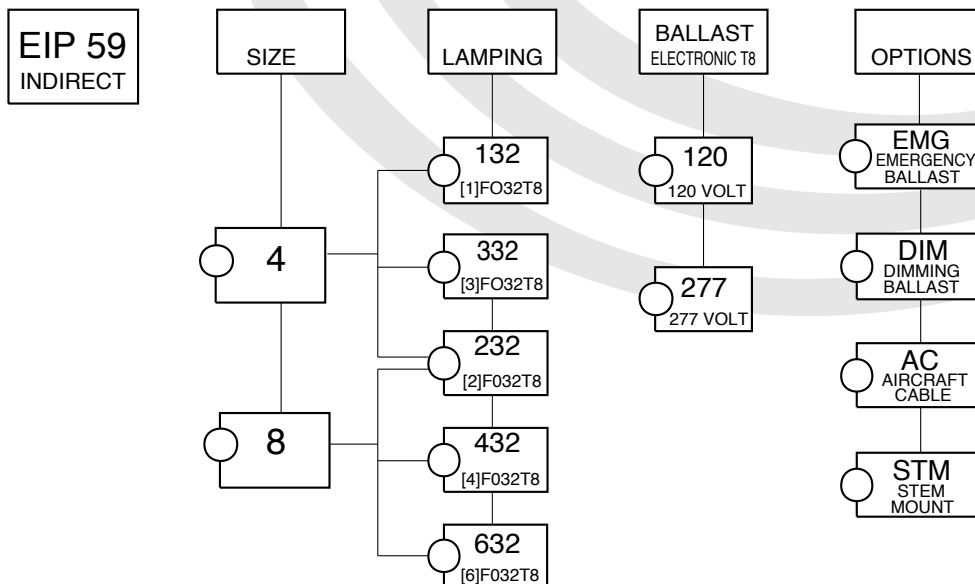 EIP 59
INDIRECT
SIZE
4
8
LAMPING
132
[1]FO32T8
332
[3]FO32T8
232
[2]F032T8
432
[4]F032T8
632
[6]F032T8
BALLAST
ELECTRONIC T8
120
120 VOLT
277
277 VOLT
OPTIONS
EMG
EMERGENCY
BALLAST
DIM
DIMMING
BALLAST
AC
AIRCRAFT
CABLE
STM
STEM
MOUNT